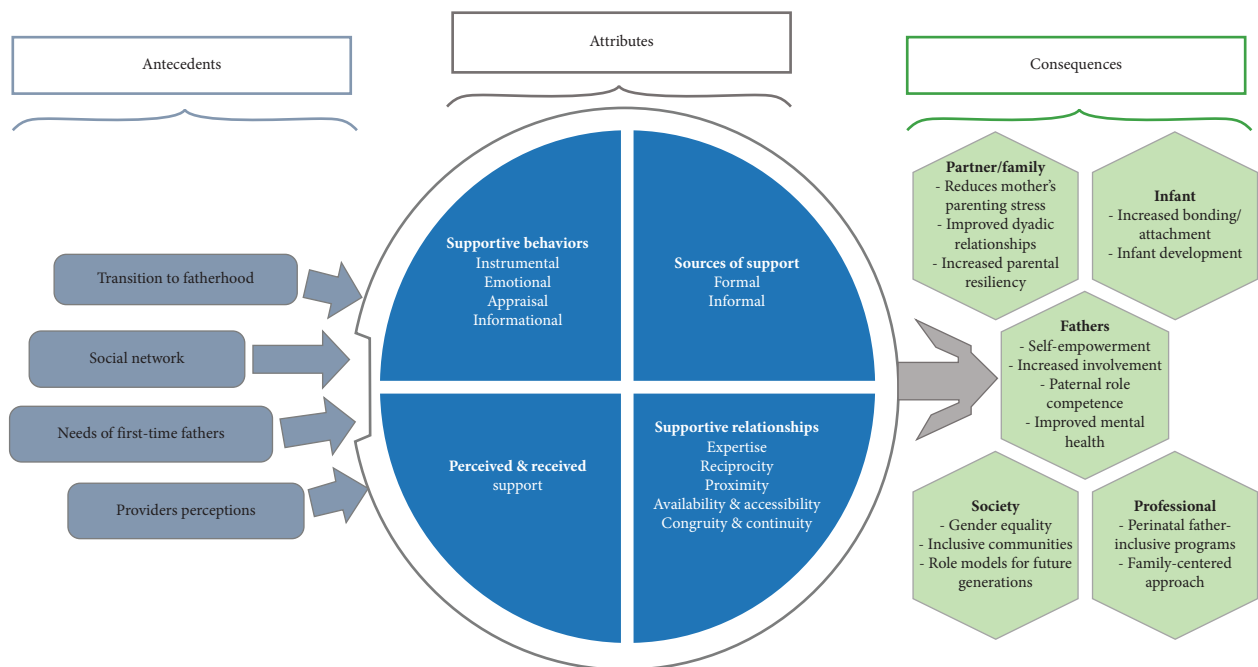 Antecedents
Attributes
Consequences
Transition to fatherhood
Social network
Needs of first-time fathers
Providers perceptions
Supportive behaviors
Instrumental
Emotional
Appraisal
Informational
Sources of support
Formal
Informal
Perceived & received
support
Supportive relationships
Expertise
Reciprocity
Proximity
Availability & accessibility
Congruity & continuity
Partner/family
- Reduces mother's
parenting stress
- Improved dyadic
relationships
- Increased parental
resiliency
Infant
- Increased bonding/
attachment
- Infant development
Fathers
- Self-empowerment
- Increased involvement
- Paternal role
competence
- Improved mental
health
Society
- Gender equality
- Inclusive communities
- Role models for future
generations
Professional
- Perinatal father-
inclusive programs
- Family-centered
approach